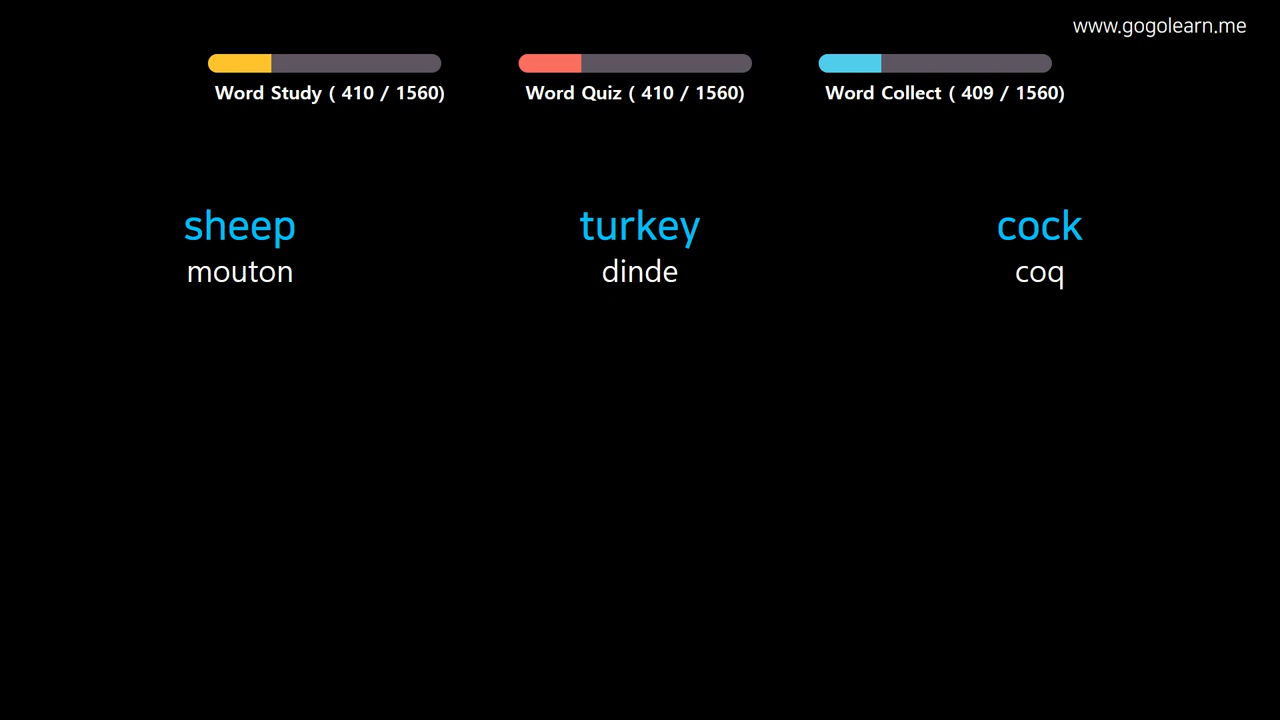 www.gogolearn.me
Word Study ( 410 / 1560)
Word Quiz ( 410 / 1560)
Word Collect ( 409 / 1560)
sheep
mouton
turkey
dinde
cock
coq